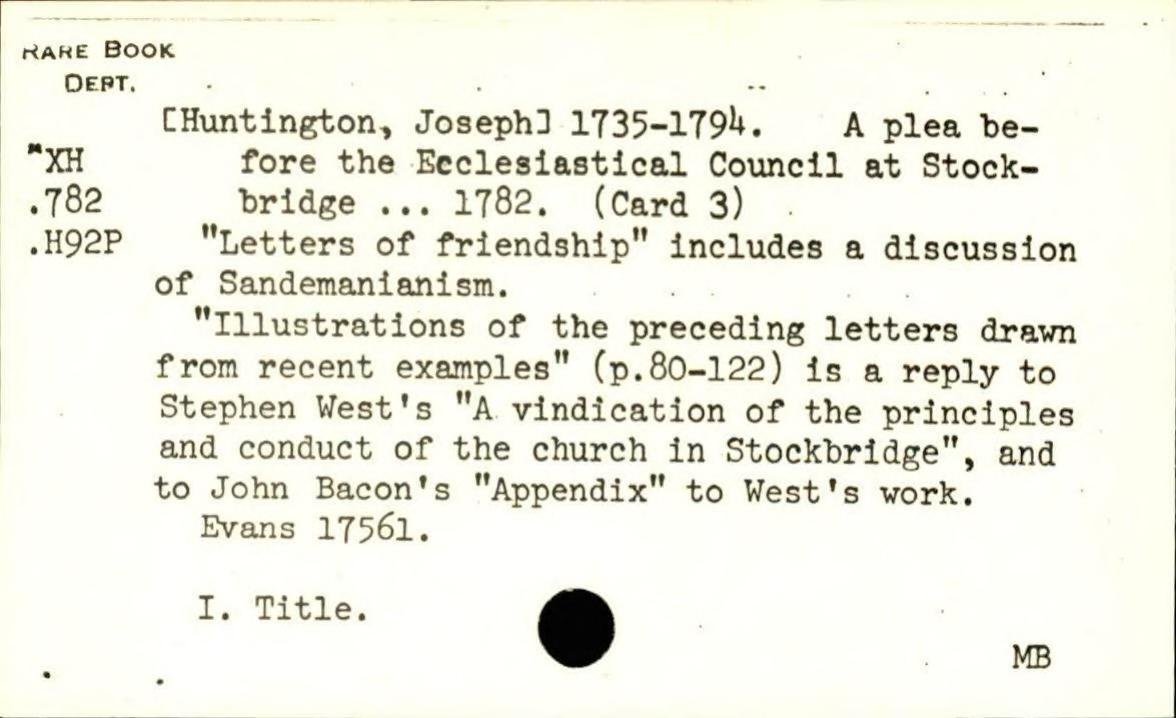 RARE BOOK
DEPT.
[Huntington, Joseph] 1735-1794. A plea be-
*XH fore the Ecclesiastical Council at Stock-
.782 bridge ... 1782. (Card 3)
.H92P "Letters of friendship" includes a discussion
of Sandemanianism.
"Illustrations of the preceding letters drawn
from recent examples" (p.80-122) is a reply to
Stephen West's "A vindication of the principles
and conduct of the church in Stockbridge", and
to John Bacon's "Appendix" to West's work.
Evans 17561.
I. Title.
MB